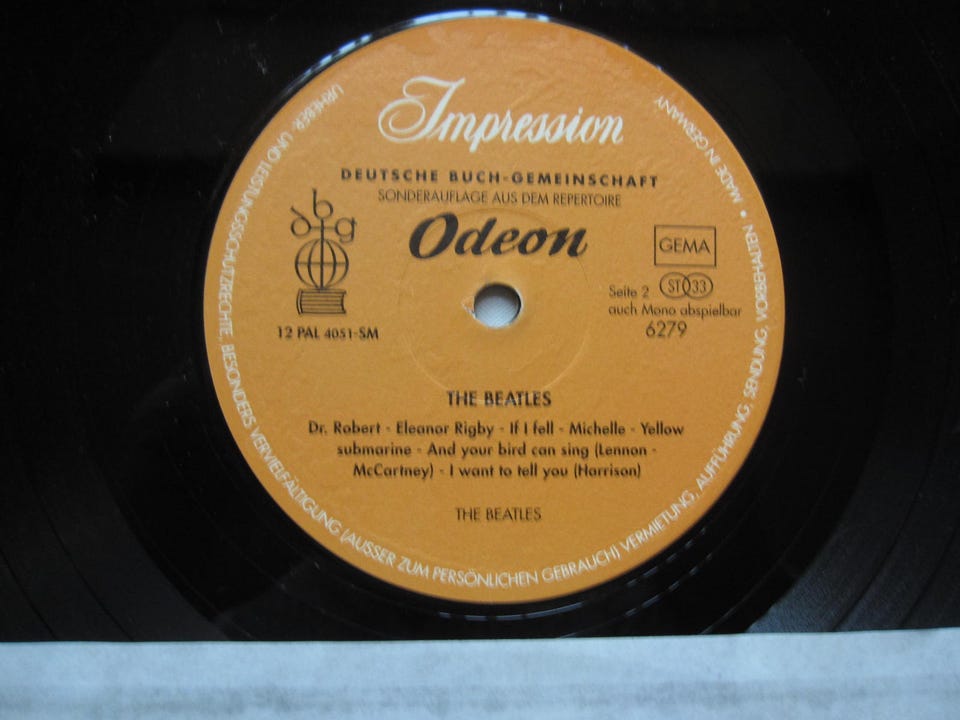 Impression
DEUTSCHE BUCH-GEMEINSCHAFT
SONDERAUFLAGE AUS DEM REPERTOIRE
dbg
Odeon
GEMA
Seite 2 ST 33
auch Mono abspielbar
6279
12 PAL 4051-SM
THE BEATLES
Dr. Robert - Eleanor Rigby - If I fell - Michelle - Yellow
submarine - And your bird can sing (Lennon -
McCartney) - I want to tell you (Harrison)
THE BEATLES
URHEBER- UND LEISTUNGSSCHUTZRECHTE, BESONDERS VERVIELFÄLTIGUNG (AUSSER ZUM PERSÖNLICHEN GEBRAUCH) VERMIETUNG, AUFFÜHRUNG, SENDUNG, VORBEHALTEN • MADE IN GERMANY